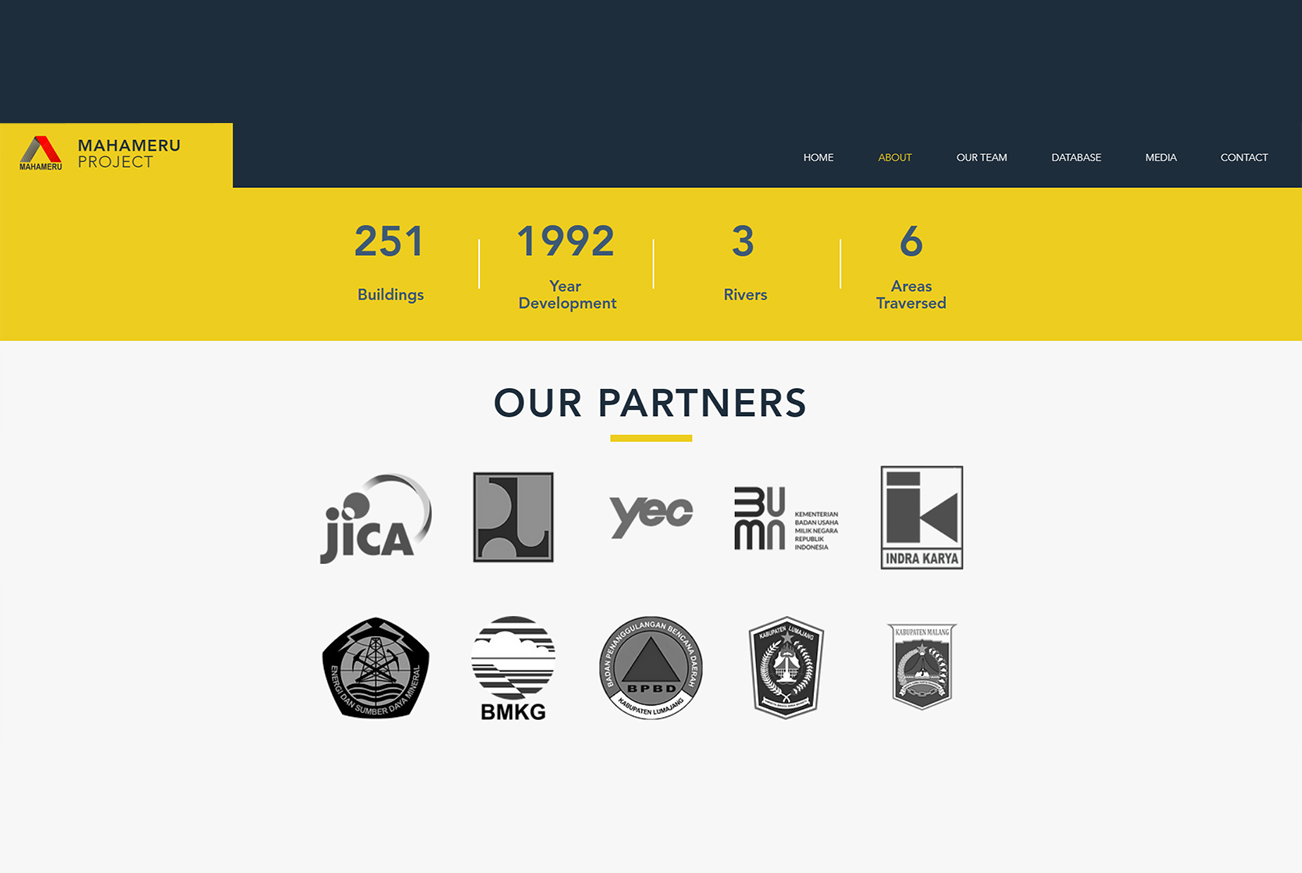 MAHAMERU
MAHAMERU
PROJECT
HOME ABOUT OUR TEAM DATABASE MEDIA CONTACT
251 1992 3 6
Buildings Year Development Rivers Areas Traversed
OUR PARTNERS
jica
yec
BUMN
KEMENTERIAN
BADAN USAHA
MILIK NEGARA
REPUBLIK
INDONESIA
INDRA KARYA
ENERGI DAN SUMBER DAYA MINERAL
BMKG
BADAN PENANGGULANGAN BENCANA DAERAH
BPBD
KABUPATEN LUMAJANG
KABUPATEN LUMAJANG
KABUPATEN MALANG